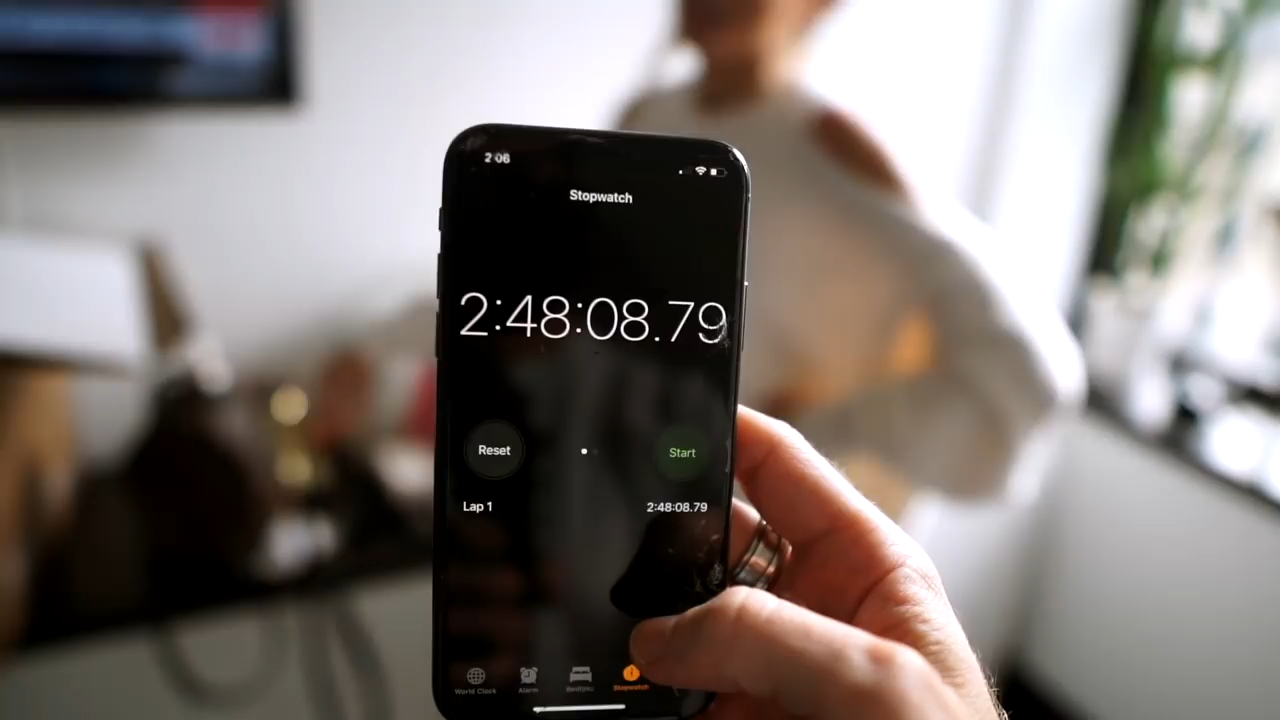 2:06
Stopwatch
2:48:08.79
Reset
Start
Lap 1 2:48:08.79
World Clock Alarm Bedtime Stopwatch